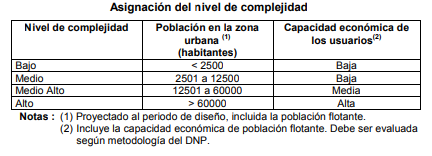 Asignación del nivel de complejidad
Nivel de complejidad Población en la zona urbana (1) (habitantes) Capacidad económica de los usuarios(2)
Bajo < 2500 Baja
Medio 2501 a 12500 Baja
Medio Alto 12501 a 60000 Media
Alto > 60000 Alta
Notas : (1) Proyectado al periodo de diseño, incluida la población flotante.
(2) Incluye la capacidad económica de población flotante. Debe ser evaluada
según metodología del DNP.